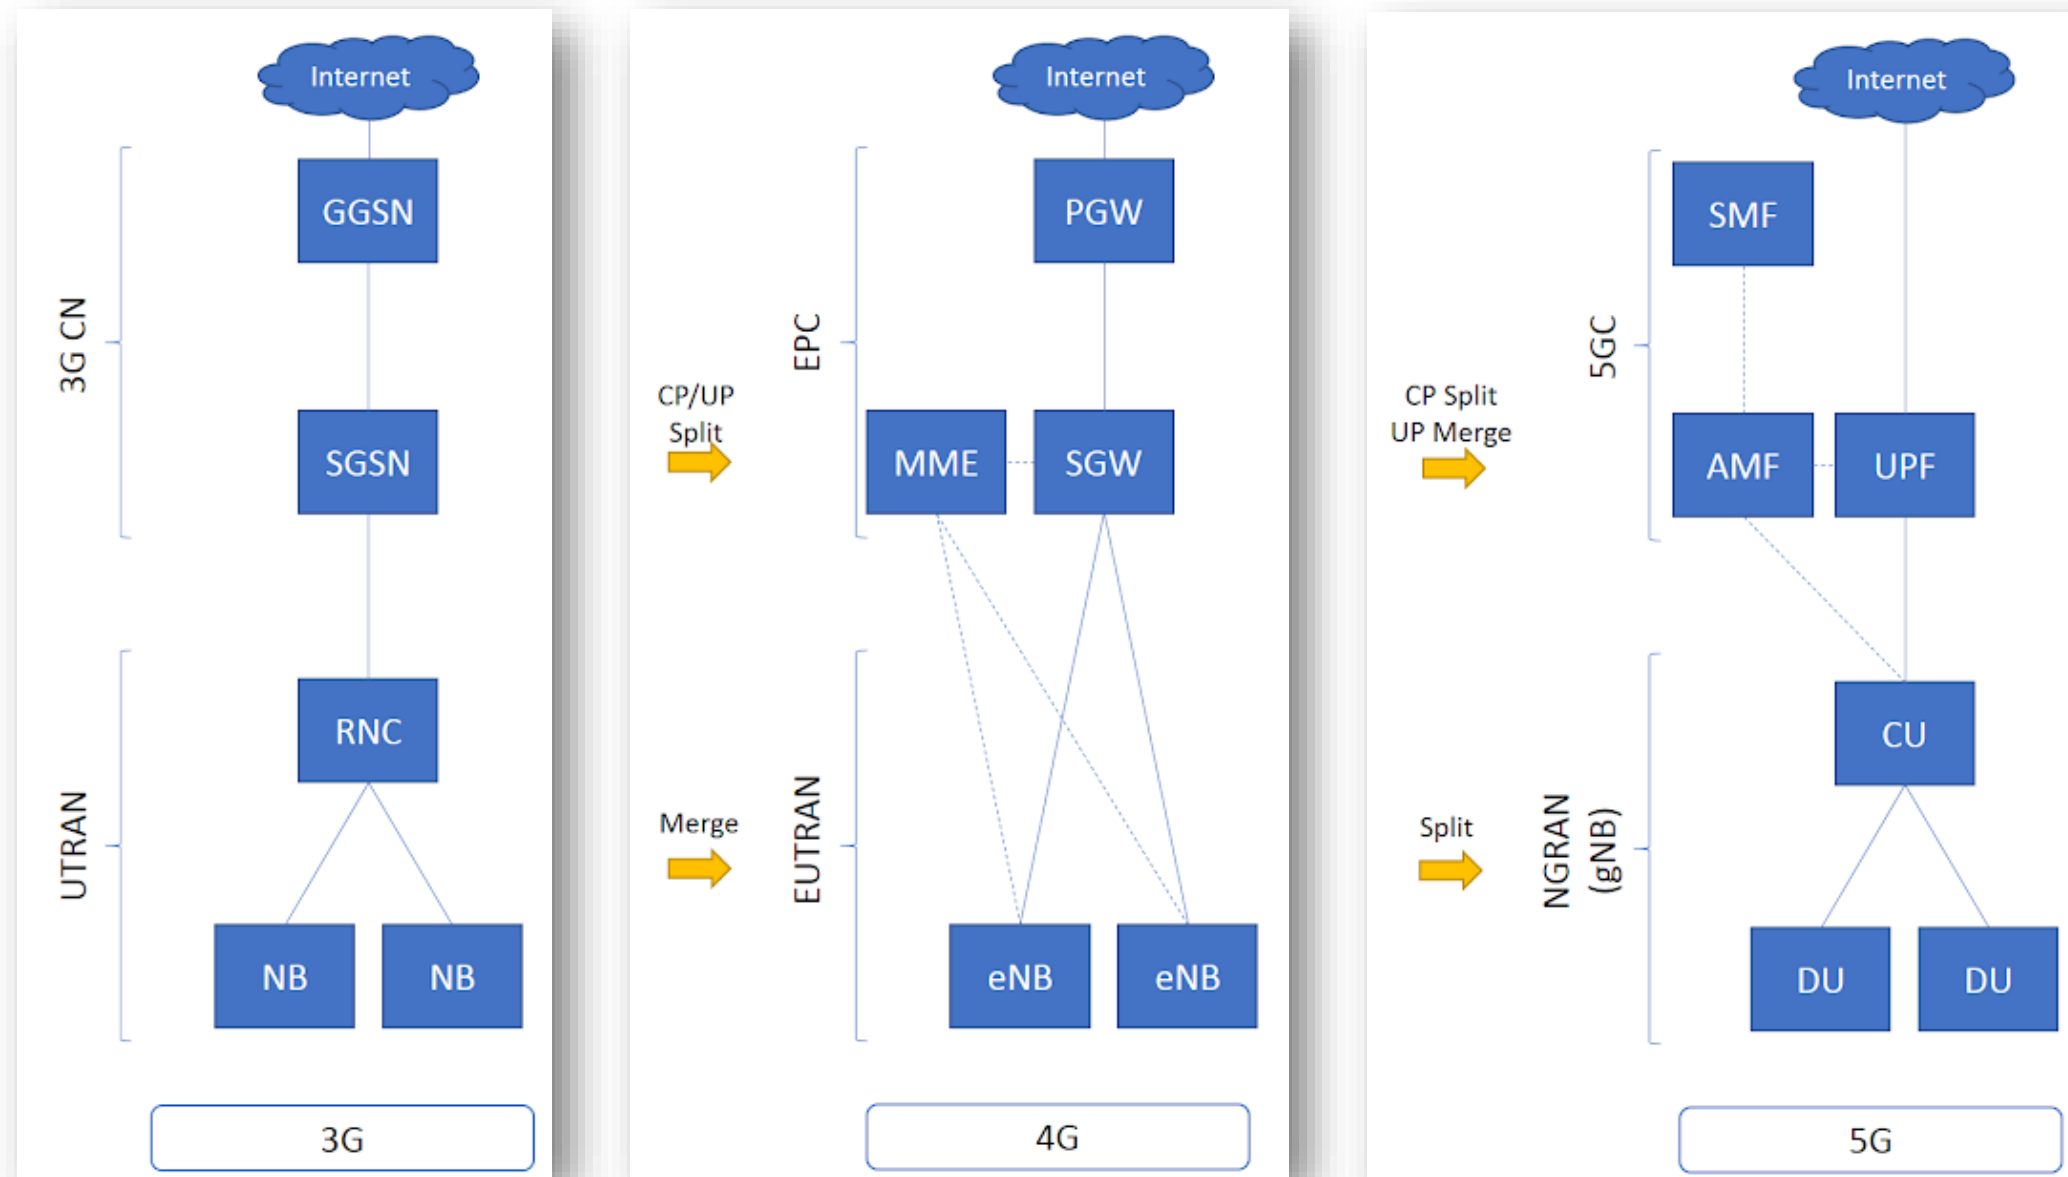 Internet
GGSN
3G CN
SGSN
RNC
UTRAN
NB
NB
3G
CP/UP
Split
Merge
Internet
PGW
EPC
MME
SGW
EUTRAN
eNB
eNB
4G
CP Split
UP Merge
Split
Internet
SMF
5GC
AMF
UPF
CU
NGRAN
(gNB)
DU
DU
5G